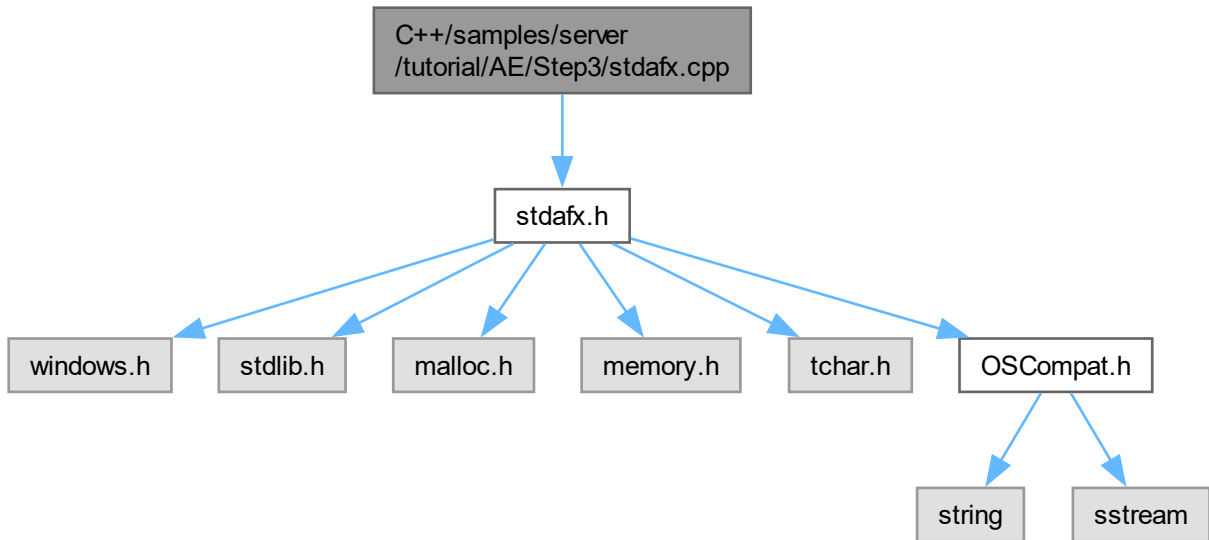 C++/samples/server
/tutorial/AE/Step3/stdafx.cpp
stdafx.h
windows.h
stdlib.h
malloc.h
memory.h
tchar.h
OSCompat.h
string
sstream